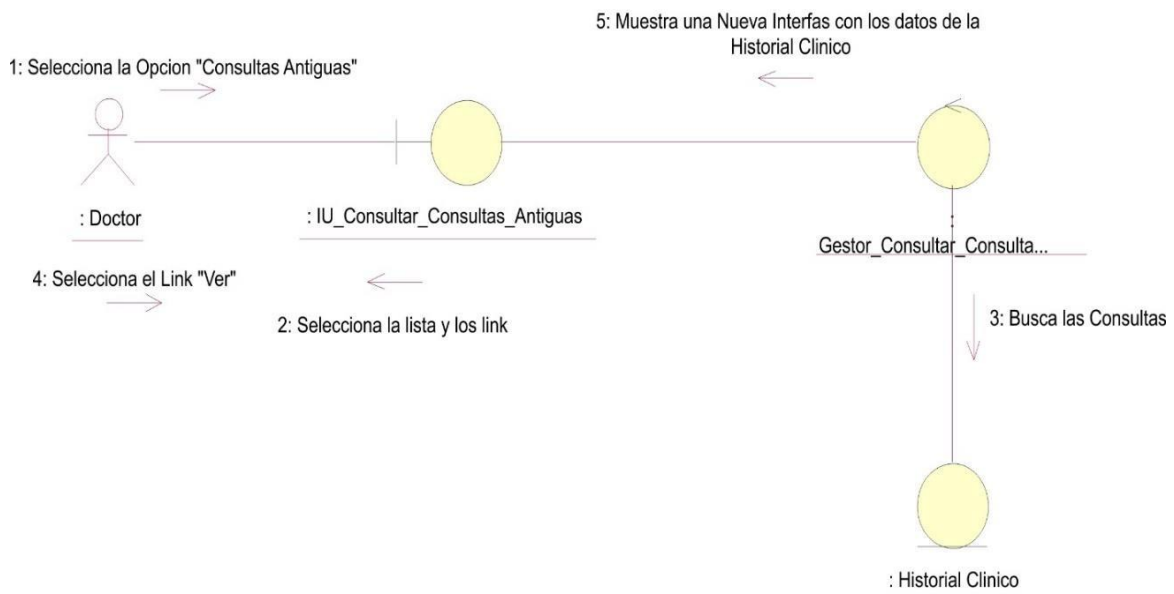 5: Muestra una Nueva Interfas con los datos de la
Historial Clinico
1: Selecciona la Opcion "Consultas Antiguas"
: Doctor
: IU_Consultar_Consultas_Antiguas
:
Gestor_Consultar_Consulta...
4: Selecciona el Link "Ver"
2: Selecciona la lista y los link
3: Busca las Consultas
: Historial Clinico